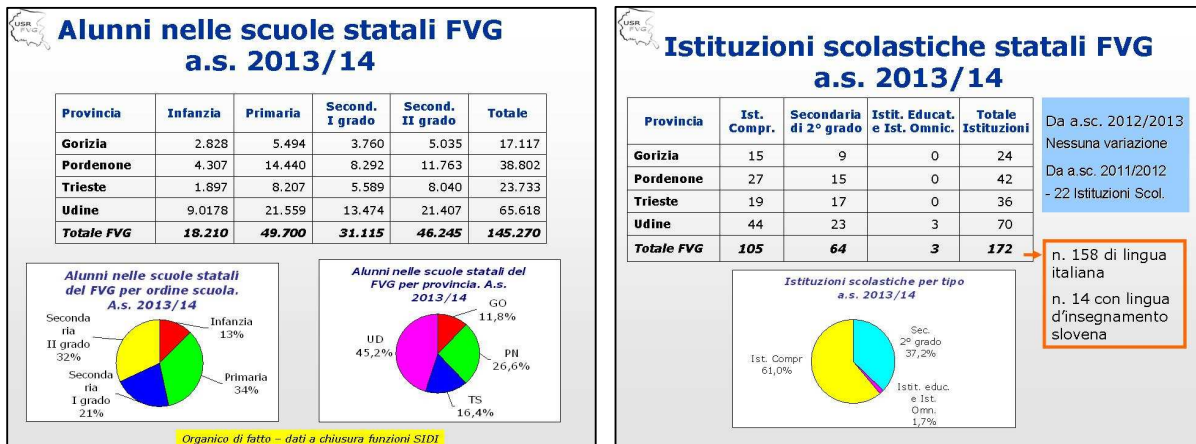 USR
FVG
Alunni nelle scuole statali FVG
a.s. 2013/14
Provincia Infanzia Primaria Second. I grado Second. II grado Totale
Gorizia 2.828 5.494 3.760 5.035 17.117
Pordenone 4.307 14.440 8.292 11.763 38.802
Trieste 1.897 8.207 5.589 8.040 23.733
Udine 9.0178 21.559 13.474 21.407 65.618
Totale FVG 18.210 49.700 31.115 46.245 145.270
Alunni nelle scuole statali
del FVG per ordine scuola.
A.s. 2013/14
Infanzia
13%
Primaria
34%
Seconda
ria
I grado
21%
Seconda
ria
II grado
32%
Alunni nelle scuole statali del
FVG per provincia. A.s.
2013/14
GO
11,8%
PN
26,6%
TS
16,4%
UD
45,2%
Organico di fatto – dati a chiusura funzioni SIDI
USR
FVG
Istituzioni scolastiche statali FVG
a.s. 2013/14
Provincia Ist. Compr. Secondaria di 2° grado Istit. Educat. e Ist. Omnic. Totale Istituzioni
Gorizia 15 9 0 24
Pordenone 27 15 0 42
Trieste 19 17 0 36
Udine 44 23 3 70
Totale FVG 105 64 3 172
Da a.sc. 2012/2013
Nessuna variazione
Da a.sc. 2011/2012
- 22 Istituzioni Scol.
n. 158 di lingua
italiana
n. 14 con lingua
d'insegnamento
slovena
Istituzioni scolastiche per tipo
a.s. 2013/14
Sec.
2° grado
37,2%
Ist. Compr
61,0%
Istit. educ.
e Ist.
Omn.
1,7%